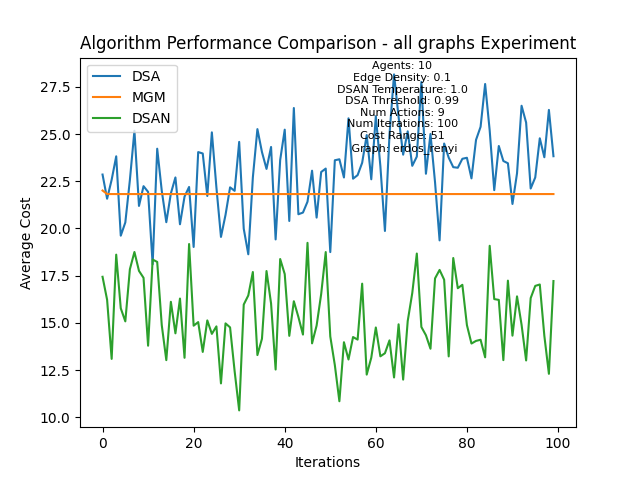 Algorithm Performance Comparison - all graphs Experiment
DSA
MGM
DSAN
Agents: 10
Edge Density: 0.1
DSAN Temperature: 1.0
DSA Threshold: 0.99
Num Actions: 9
Num Iterations: 100
Cost Range: 51
Graph: erdos_renyi
27.5
25.0
22.5
20.0
17.5
15.0
12.5
10.0
Average Cost
0 20 40 60 80 100
Iterations